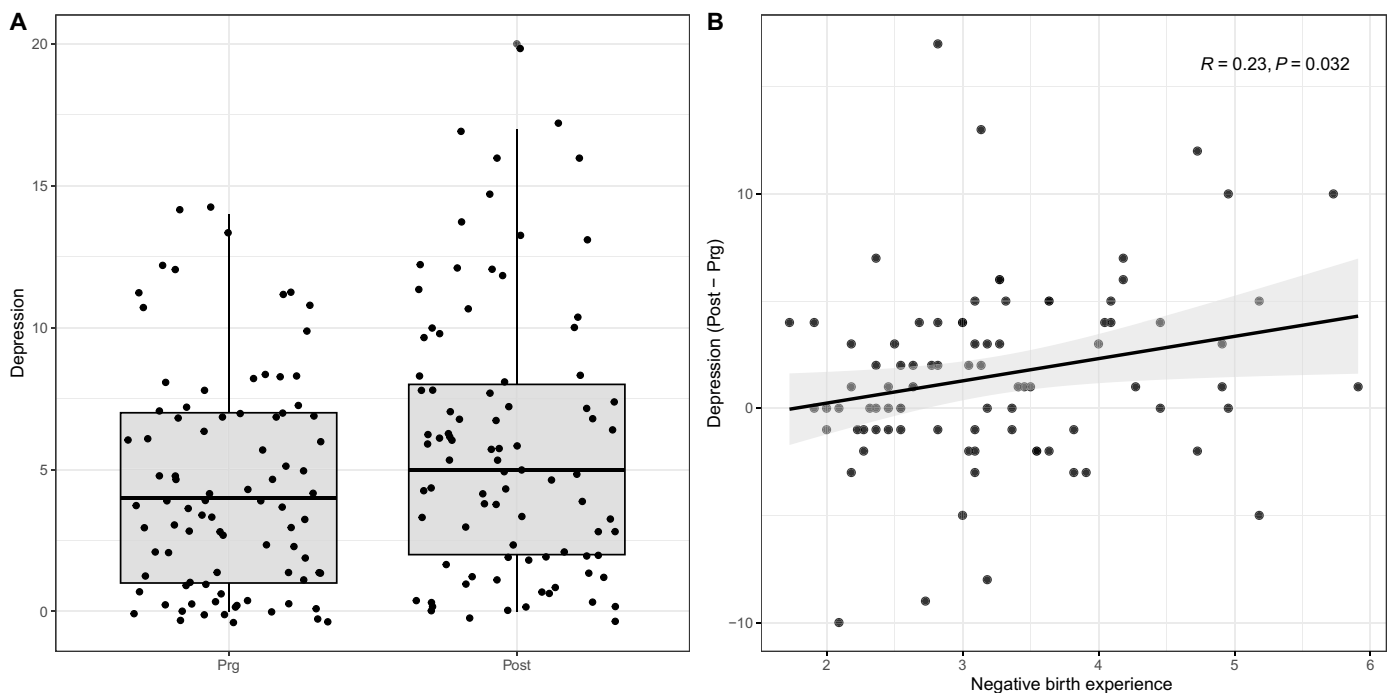 A
Depression
20
15
10
5
0
Prg
Post
B
Depression (Post − Prg)
R = 0.23, P = 0.032
10
0
−10
2
3
4
5
6
Negative birth experience